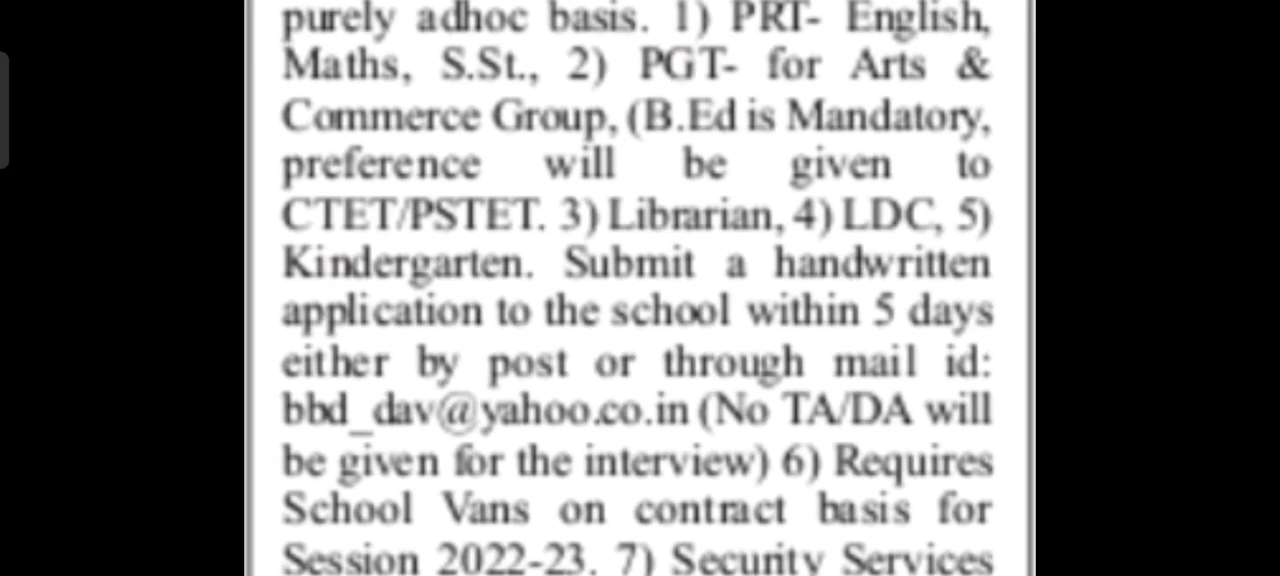 purely adhoc basis. 1) PRT- English,
Maths, S.St., 2) PGT- for Arts &
Commerce Group, (B.Ed is Mandatory,
preference will be given to
CTET/PSTET. 3) Librarian, 4) LDC, 5)
Kindergarten. Submit a handwritten
application to the school within 5 days
either by post or through mail id:
bbd_dav@yahoo.co.in (No TA/DA will
be given for the interview) 6) Requires
School Vans on contract basis for
Session 2022-23. 7) Security Services